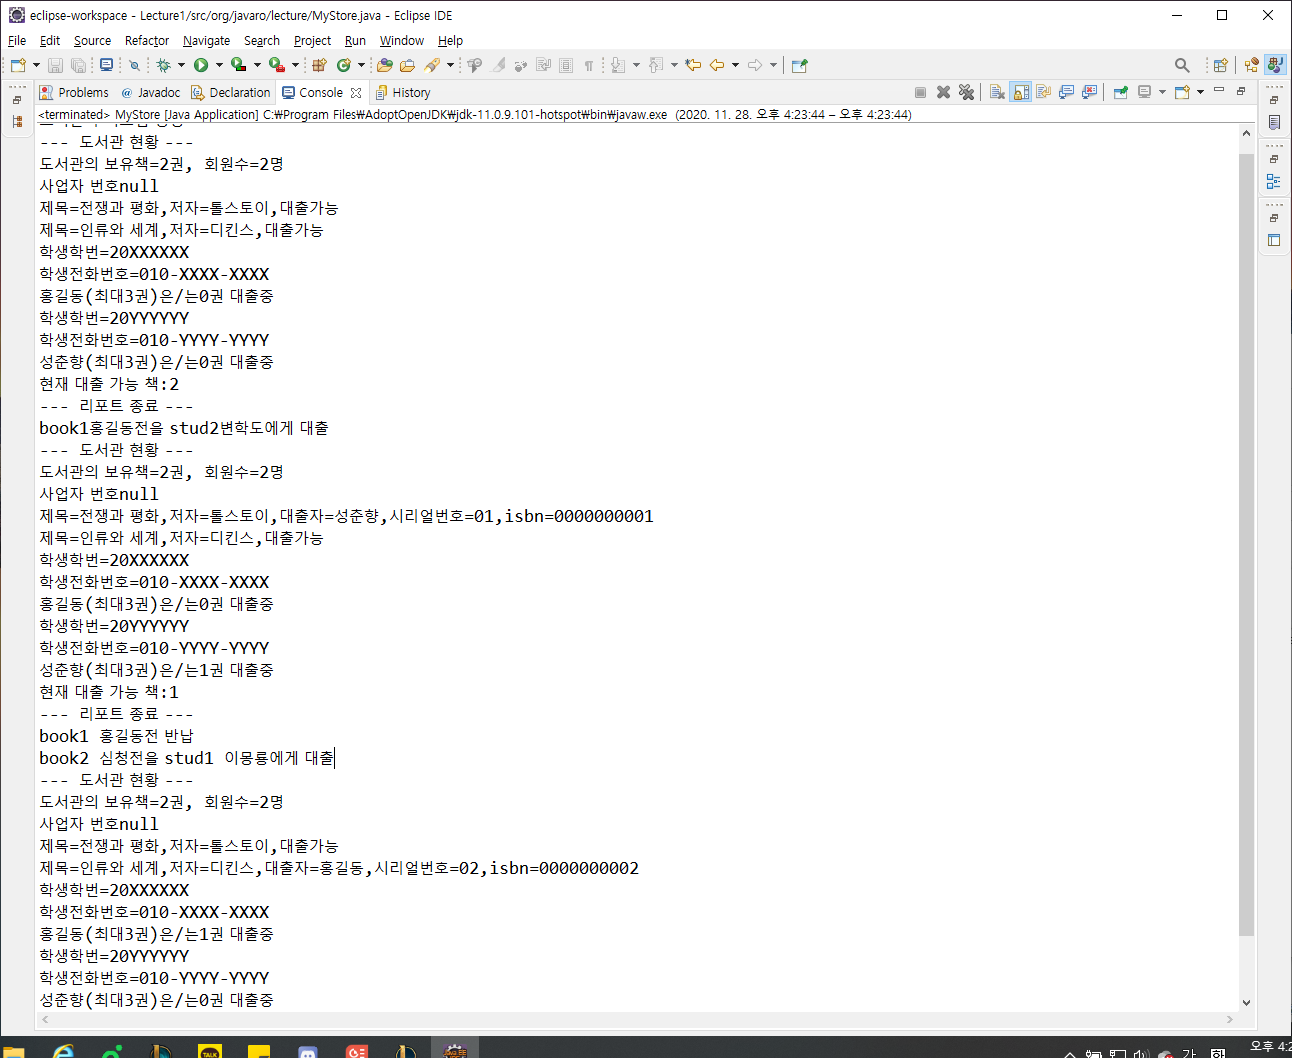 eclipse-workspace - Lecture1/src/org/javaro/lecture/MyStore.java - Eclipse IDE
File Edit Source Refactor Navigate Search Project Run Window Help
Problems @ Javadoc Declaration Console History
<terminated> MyStore [Java Application] C:₩Program Files₩AdoptOpenJDK₩jdk-11.0.9.101-hotspot₩bin₩javaw.exe (2020. 11. 28. 오후 4:23:44 – 오후 4:23:44)
--- 도서관 현황 ---
도서관의 보유책=2권, 회원수=2명
사업자 번호null
제목=전쟁과 평화,저자=톨스토이,대출가능
제목=인류와 세계,저자=디킨스,대출가능
학생학번=20XXXXXX
학생전화번호=010-XXXX-XXXX
홍길동(최대3권)은/는0권 대출중
학생학번=20YYYYYY
학생전화번호=010-YYYY-YYYY
성춘향(최대3권)은/는0권 대출중
현재 대출 가능 책:2
--- 리포트 종료 ---
book1홍길동전을 stud2변학도에게 대출
--- 도서관 현황 ---
도서관의 보유책=2권, 회원수=2명
사업자 번호null
제목=전쟁과 평화,저자=톨스토이,대출자=성춘향,시리얼번호=01,isbn=0000000001
제목=인류와 세계,저자=디킨스,대출가능
학생학번=20XXXXXX
학생전화번호=010-XXXX-XXXX
홍길동(최대3권)은/는0권 대출중
학생학번=20YYYYYY
학생전화번호=010-YYYY-YYYY
성춘향(최대3권)은/는1권 대출중
현재 대출 가능 책:1
--- 리포트 종료 ---
book1 홍길동전 반납
book2 심청전을 stud1 이몽룡에게 대출
--- 도서관 현황 ---
도서관의 보유책=2권, 회원수=2명
사업자 번호null
제목=전쟁과 평화,저자=톨스토이,대출가능
제목=인류와 세계,저자=디킨스,대출자=홍길동,시리얼번호=02,isbn=0000000002
학생학번=20XXXXXX
학생전화번호=010-XXXX-XXXX
홍길동(최대3권)은/는1권 대출중
학생학번=20YYYYYY
학생전화번호=010-YYYY-YYYY
성춘향(최대3권)은/는0권 대출중
TALK
오후 4:2